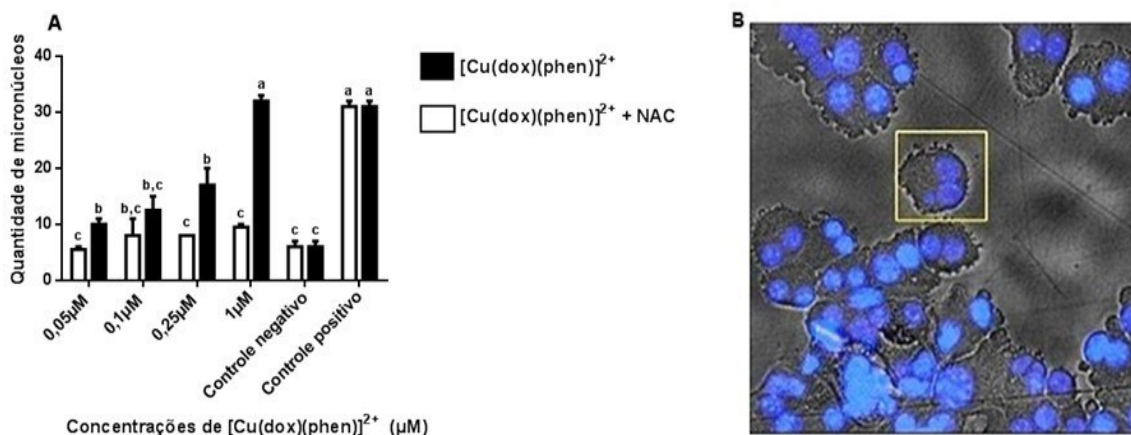 A
B
40
30
20
10
0
Quantidade de micronúcleos
c
b
b,c
b,c
c
b
c
a
c
c
a
a
0,05µM
0,1µM
0,25µM
1µM
Controle negativo
Controle positivo
Concentrações de [Cu(dox)(phen)]²⁺ (µM)
[Cu(dox)(phen)]²⁺
[Cu(dox)(phen)]²⁺ + NAC